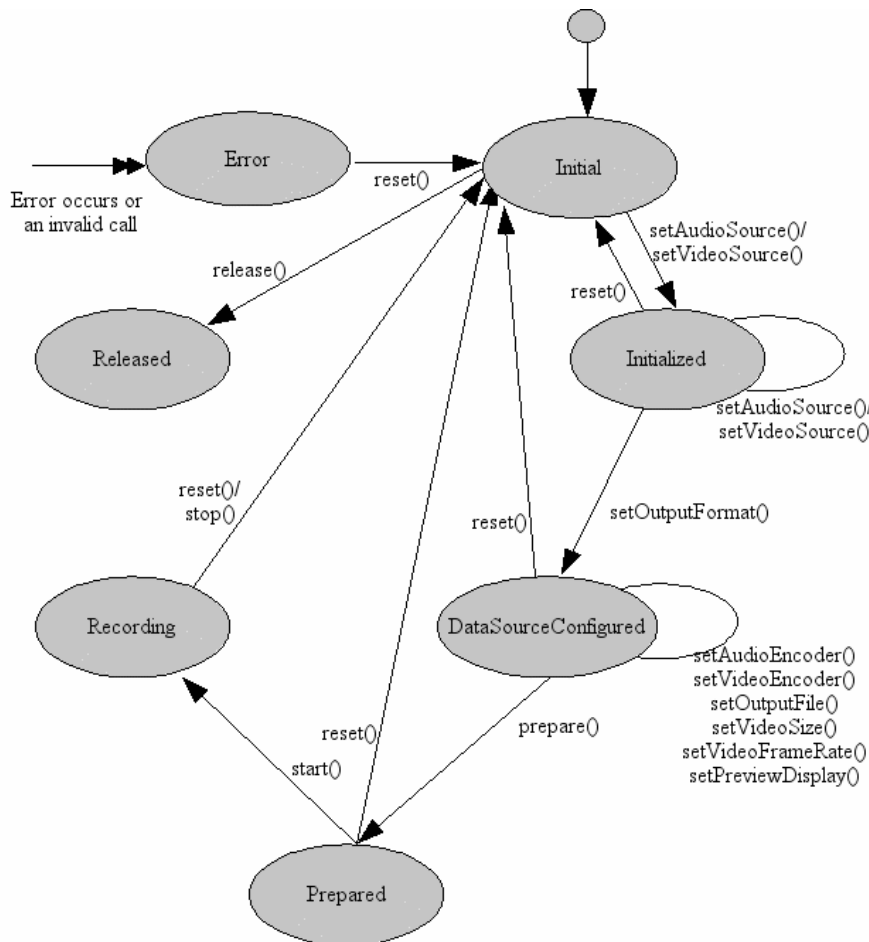 Error
Initial
reset()
Error occurs or
an invalid call
setAudioSource()/
setVideoSource()
release()
reset()
Released
Initialized
setAudioSource()/
setVideoSource()
reset()/
stop()
setOutputFormat()
reset()
Recording
DataSourceConfigured
setAudioEncoder()
setVideoEncoder()
setOutputFile()
setVideoSize()
setVideoFrameRate()
setPreviewDisplay()
reset()
prepare()
start()
Prepared